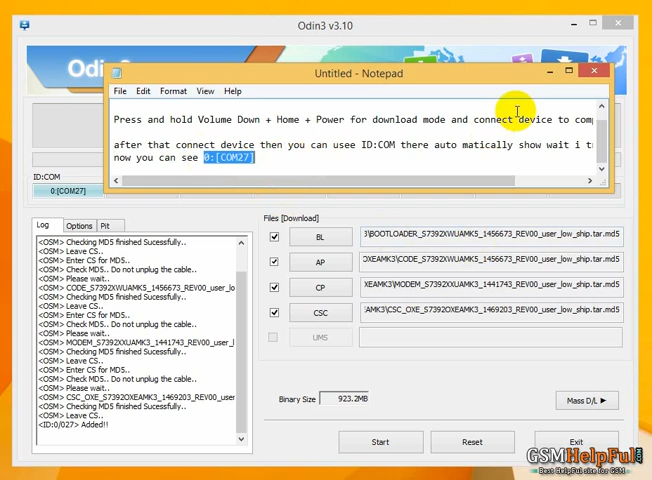 Odin3 v3.10
Odin3
Untitled - Notepad
File Edit Format View Help
Press and hold Volume Down + Home + Power for download mode and connect device to com
after that connect device then you can usee ID:COM there auto matically show wait i t
now you can see 0:[COM27]
ID:COM
0:[COM27]
Log Options Pit
<OSM> Checking MD5 finished Sucessfully..
<OSM> Leave CS..
<OSM> Enter CS for MD5..
<OSM> Check MD5.. Do not unplug the cable..
<OSM> Please wait..
<OSM> CODE_S7392XWUAMK5_1456673_REV00_user_lo
<OSM> Checking MD5 finished Sucessfully..
<OSM> Leave CS..
<OSM> Enter CS for MD5..
<OSM> Check MD5.. Do not unplug the cable..
<OSM> Please wait..
<OSM> MODEM_S7392XXUAMK3_1441743_REV00_user_l
<OSM> Checking MD5 finished Sucessfully..
<OSM> Leave CS..
<OSM> Enter CS for MD5..
<OSM> Check MD5.. Do not unplug the cable..
<OSM> Please wait..
<OSM> CSC_OXE_S7392OXEAMK3_1469203_REV00_user
<OSM> Checking MD5 finished Sucessfully..
<OSM> Leave CS..
<ID:0/027> Added!!
Files [Download]
BL 3\BOOTLOADER_S7392XWUAMK5_1456673_REV00_user_low_ship.tar.md5
AP OXEAMK3\CODE_S7392XWUAMK5_1456673_REV00_user_low_ship.tar.md5
CP EAMK3\MODEM_S7392XXUAMK3_1441743_REV00_user_low_ship.tar.md5
CSC AMK3\CSC_OXE_S7392OXEAMK3_1469203_REV00_user_low_ship.tar.md5
UMS
Binary Size 923.2MB
Mass D/L ▶
Start Reset Exit
GSMHelpFul.COM
Best HelpFul site for GSM